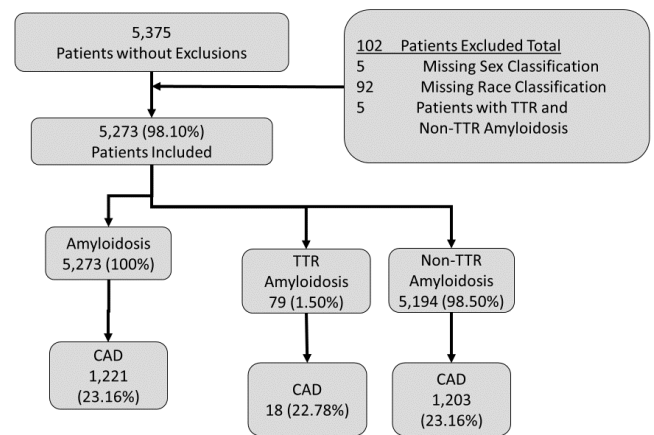 5,375
Patients without Exclusions
102 Patients Excluded Total
5 Missing Sex Classification
92 Missing Race Classification
5 Patients with TTR and
Non-TTR Amyloidosis
5,273 (98.10%)
Patients Included
Amyloidosis
5,273 (100%)
TTR
Amyloidosis
79 (1.50%)
Non-TTR
Amyloidosis
5,194 (98.50%)
CAD
1,221
(23.16%)
CAD
18 (22.78%)
CAD
1,203
(23.16%)